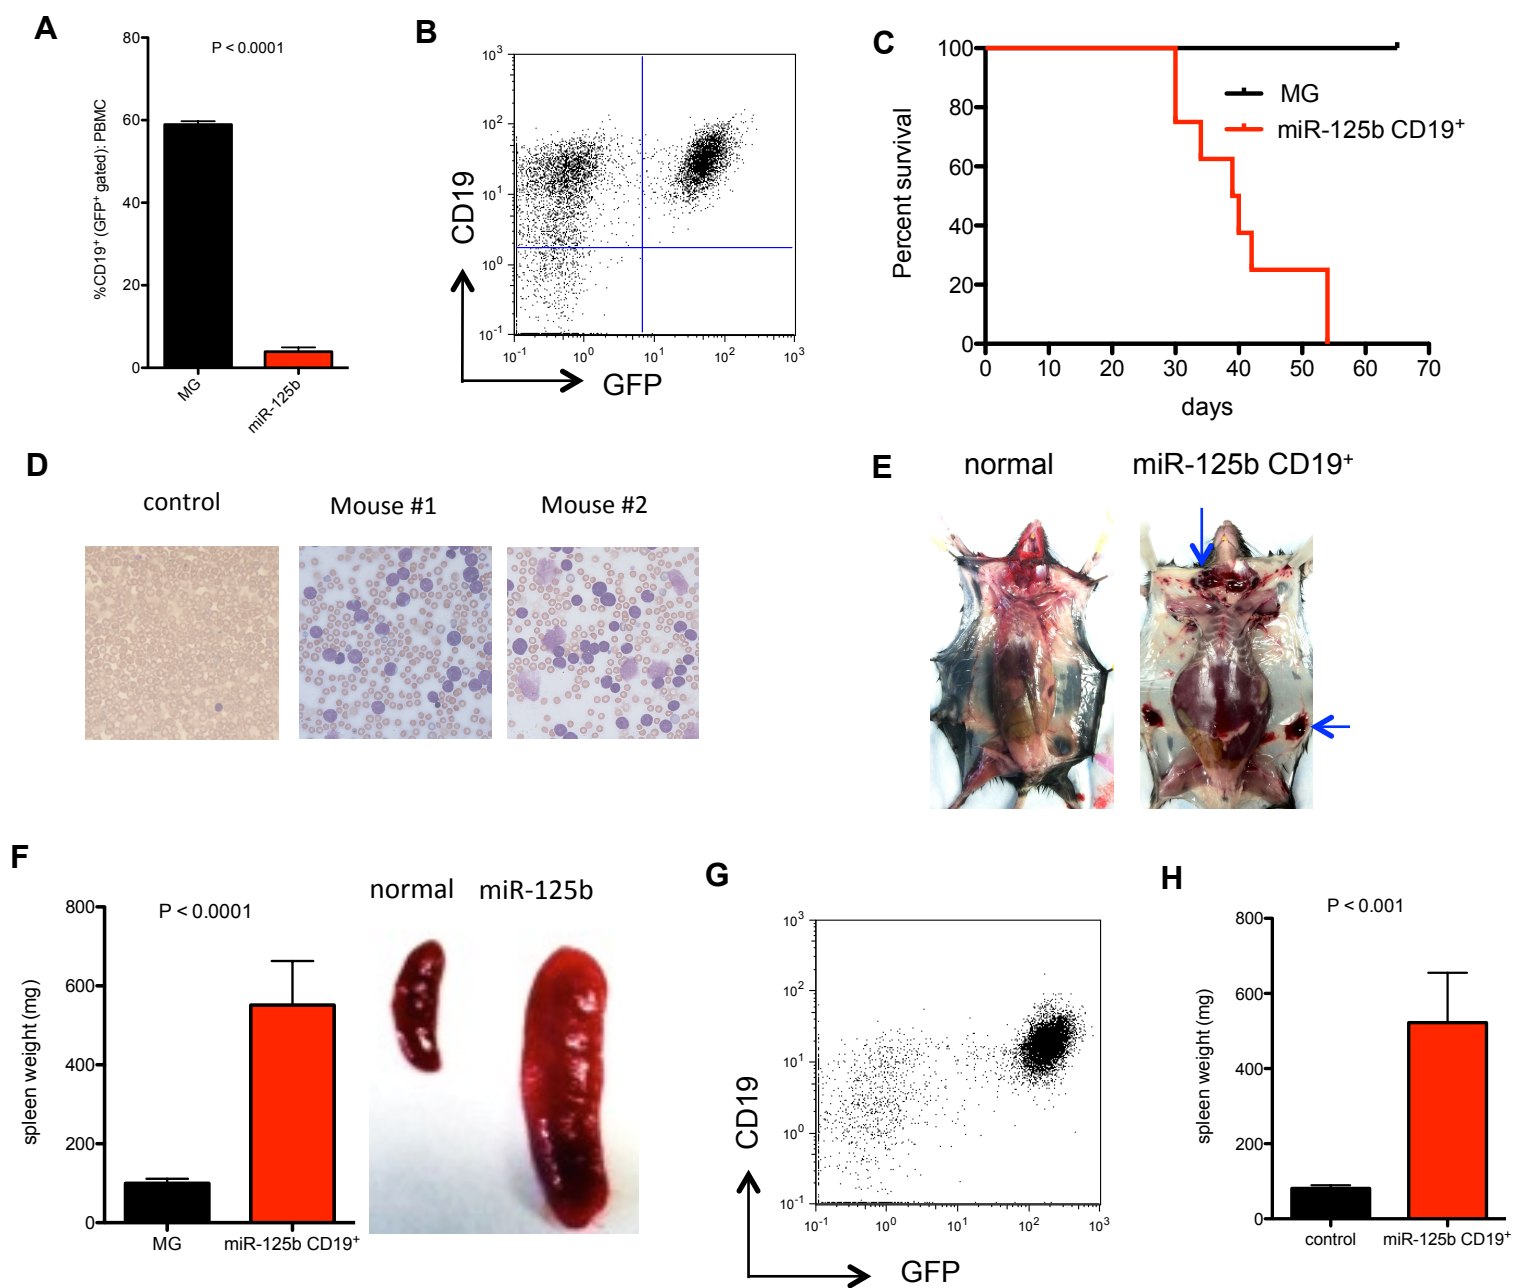 A
P < 0.0001
%CD19⁺ (GFP⁺ gated): PBMC
80
60
40
20
0
MG
miR-125b
B
CD19
10³
10²
10¹
10⁰
10⁻¹
10⁻¹ 10⁰ 10¹ 10² 10³
GFP
C
Percent survival
100
80
60
40
20
0
0 10 20 30 40 50 60 70
days
MG
miR-125b CD19⁺
D
control Mouse #1 Mouse #2
E
normal miR-125b CD19⁺
F
P < 0.0001
spleen weight (mg)
800
600
400
200
0
MG miR-125b CD19⁺
normal miR-125b
G
CD19
10³
10²
10¹
10⁰
10⁻¹
10⁻¹ 10⁰ 10¹ 10² 10³
GFP
H
P < 0.001
spleen weight (mg)
800
600
400
200
0
control miR-125b CD19⁺